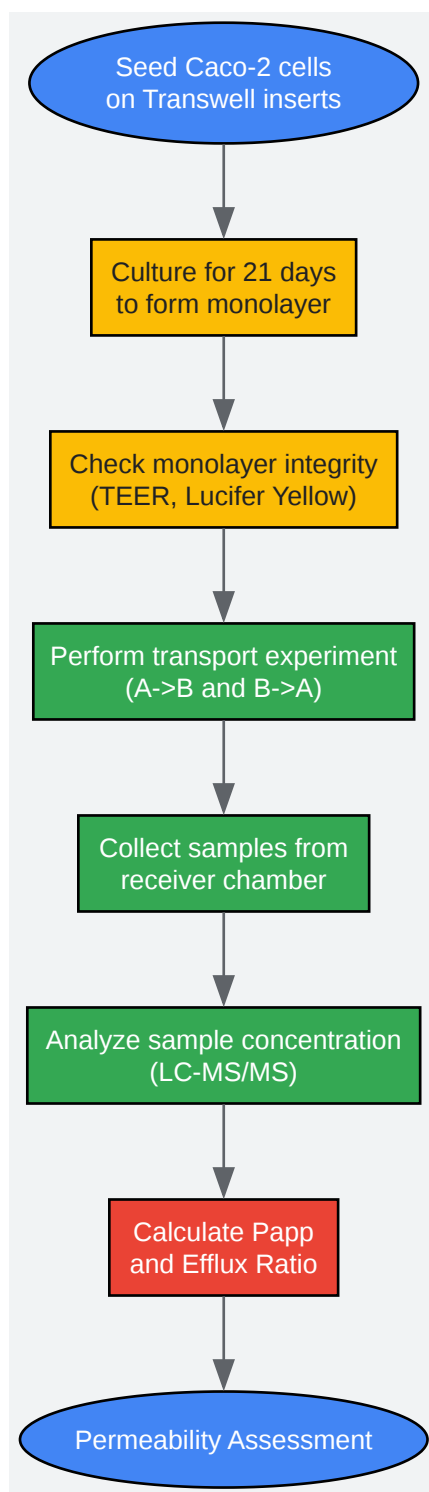 Seed Caco-2 cells
on Transwell inserts
Culture for 21 days
to form monolayer
Check monolayer integrity
(TEER, Lucifer Yellow)
Perform transport experiment
(A->B and B->A)
Collect samples from
receiver chamber
Analyze sample concentration
(LC-MS/MS)
Calculate Papp
and Efflux Ratio
Permeability Assessment